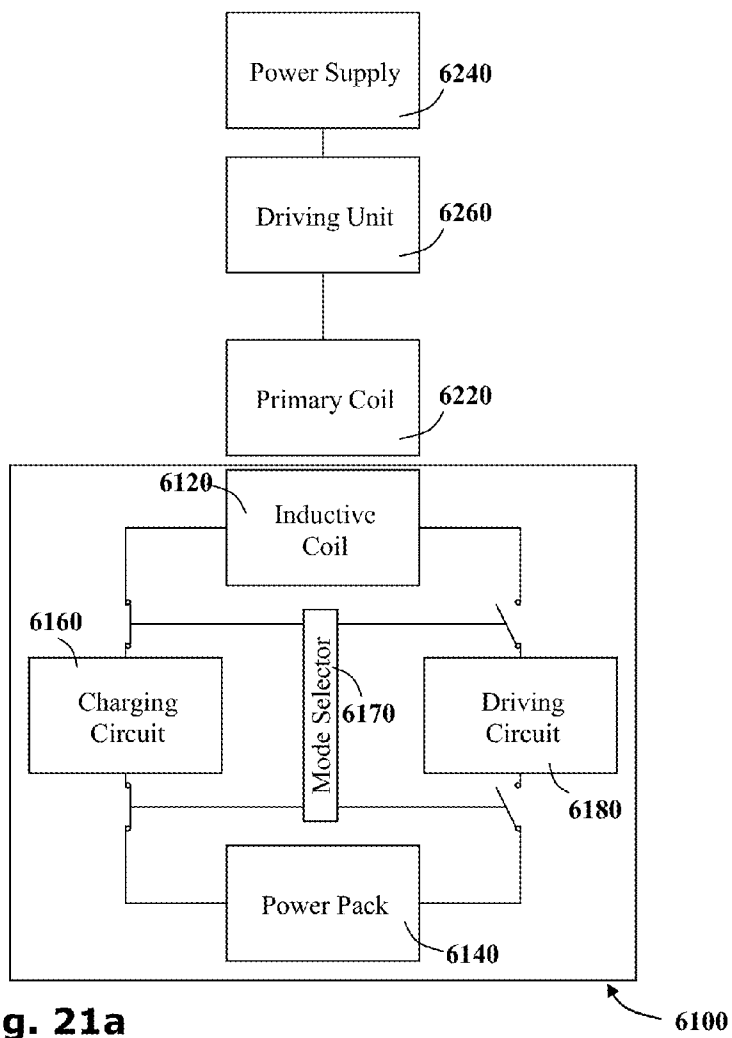 Power Supply
6240
Driving Unit
6260
Primary Coil
6220
6120
Inductive
Coil
6160
Charging
Circuit
Mode Selector
6170
Driving
Circuit
6180
Power Pack
6140
g. 21a
6100